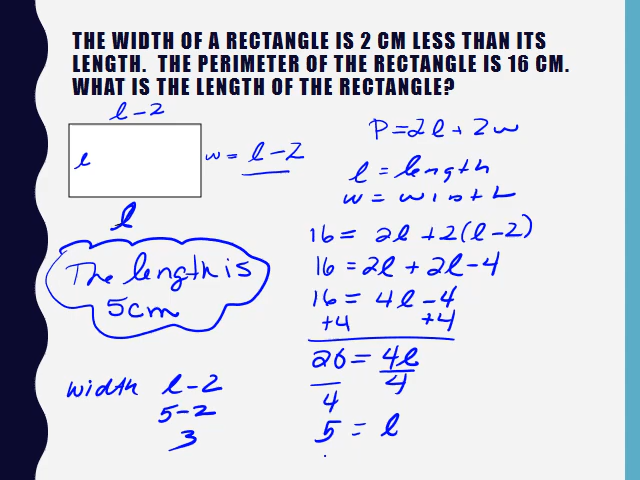 THE WIDTH OF A RECTANGLE IS 2 CM LESS THAN ITS
LENGTH. THE PERIMETER OF THE RECTANGLE IS 16 CM.
WHAT IS THE LENGTH OF THE RECTANGLE?
l-2
l
w = l-2
l
P=2l+2w
l = length
w = width
16 = 2l+2(l-2)
16 = 2l+2l-4
16 = 4l-4
+4 +4
20 = 4l
4 4
5 = l
The length is
5cm
width l-2
5-2
3